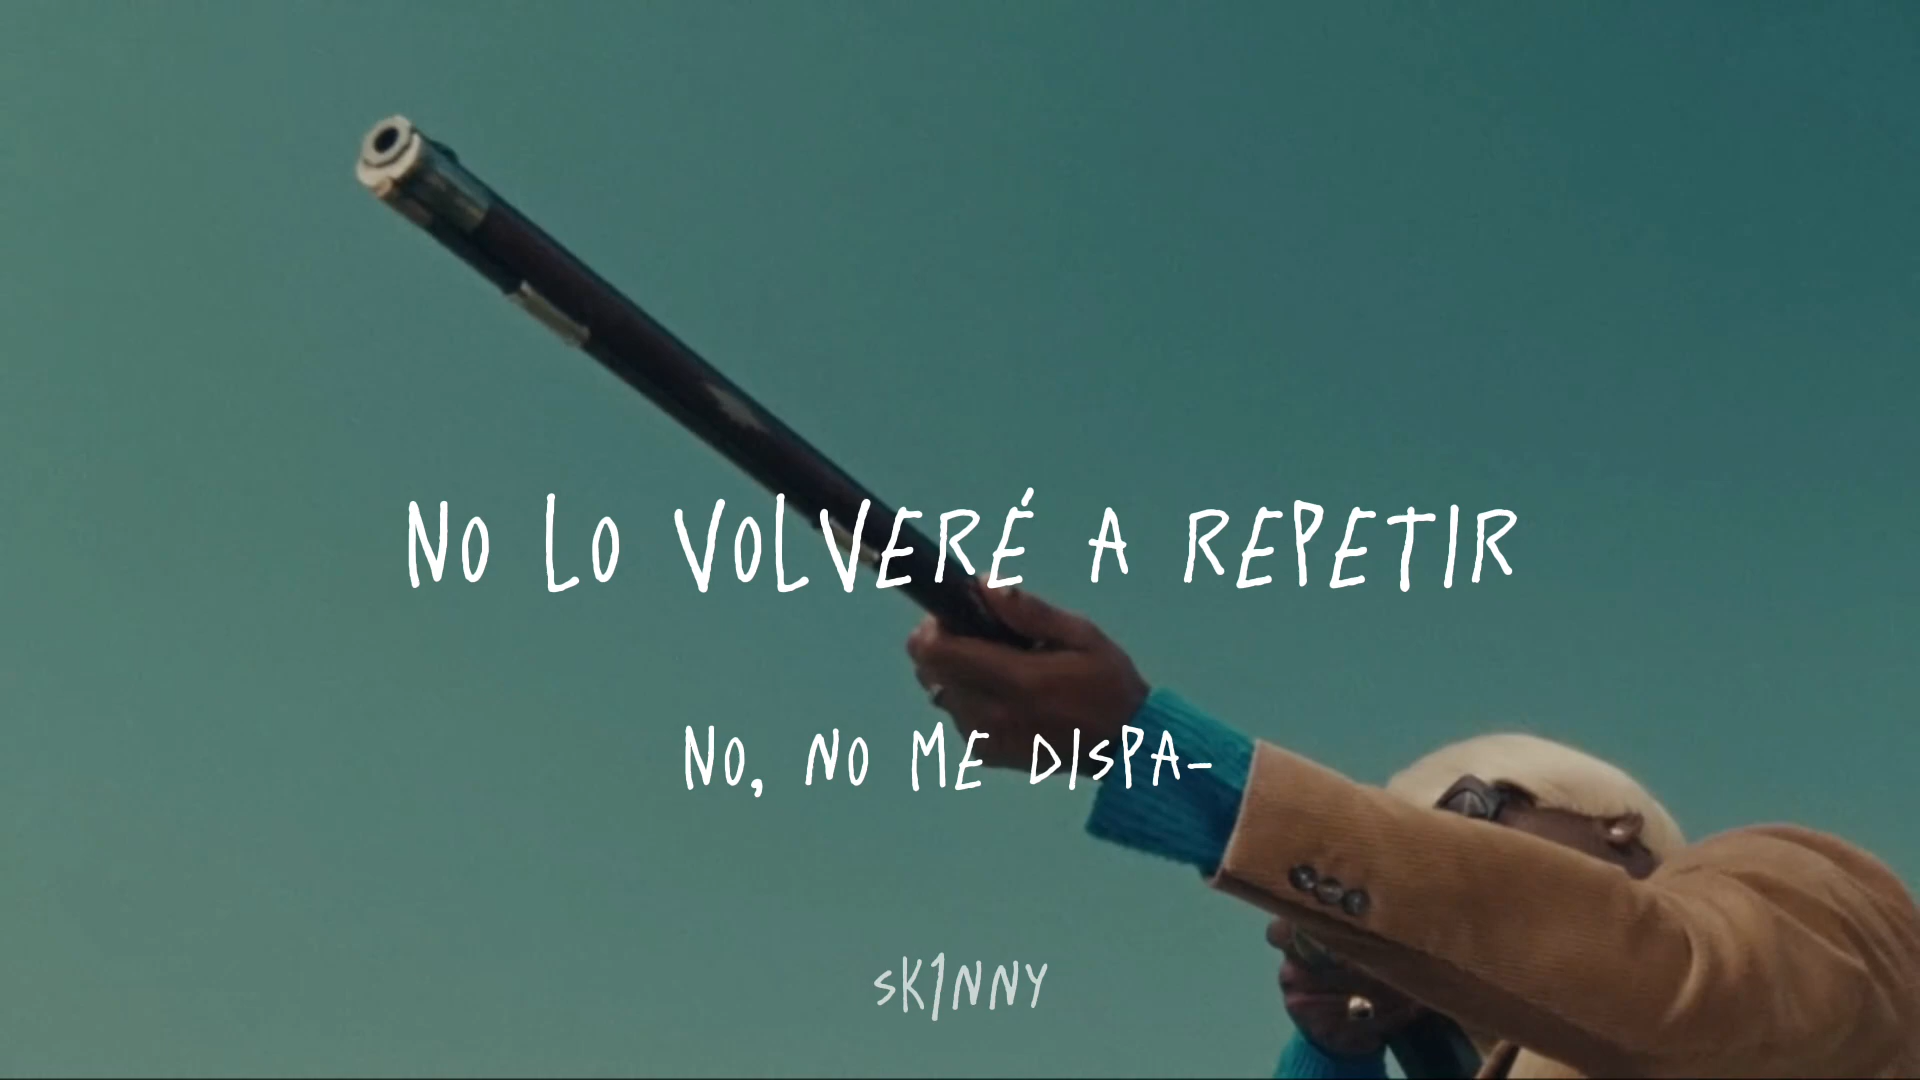 NO LO VOLVERÉ A REPETIR
NO, NO ME DISPA-
SK1NNY